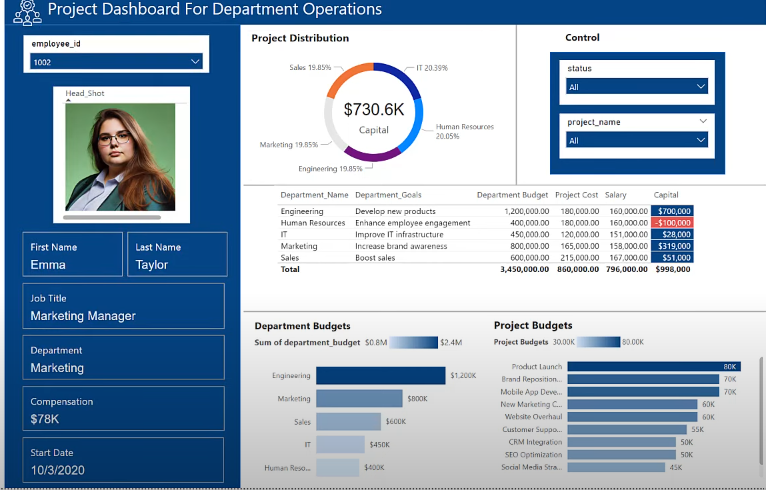 Project Dashboard For Department Operations
employee_id
1002
Head_Shot
First Name
Emma
Last Name
Taylor
Job Title
Marketing Manager
Department
Marketing
Compensation
$78K
Start Date
10/3/2020
Project Distribution
Sales 19.85%
IT 20.39%
$730.6K
Capital
Human Resources
20.05%
Marketing 19.85%
Engineering 19.85%
Control
status
All
project_name
All
Department_Name Department_Goals Department Budget Project Cost Salary Capital
Engineering Develop new products 1,200,000.00 180,000.00 160,000.00 $700,000
Human Resources Enhance employee engagement 400,000.00 180,000.00 160,000.00 -$100,000
IT Improve IT infrastructure 450,000.00 120,000.00 151,000.00 $28,000
Marketing Increase brand awareness 800,000.00 165,000.00 158,000.00 $319,000
Sales Boost sales 600,000.00 215,000.00 167,000.00 $51,000
Total 3,450,000.00 860,000.00 796,000.00 $998,000
Department Budgets
Sum of department_budget $0.8M $2.4M
Engineering $1,200K
Marketing $800K
Sales $600K
IT $450K
Human Reso... $400K
Project Budgets
Project Budgets 30.00K 80.00K
Product Launch 80K
Brand Reposition... 70K
Mobile App Deve... 70K
New Marketing C... 60K
Website Overhaul 60K
Customer Suppo... 55K
CRM Integration 50K
SEO Optimization 50K
Social Media Stra... 45K